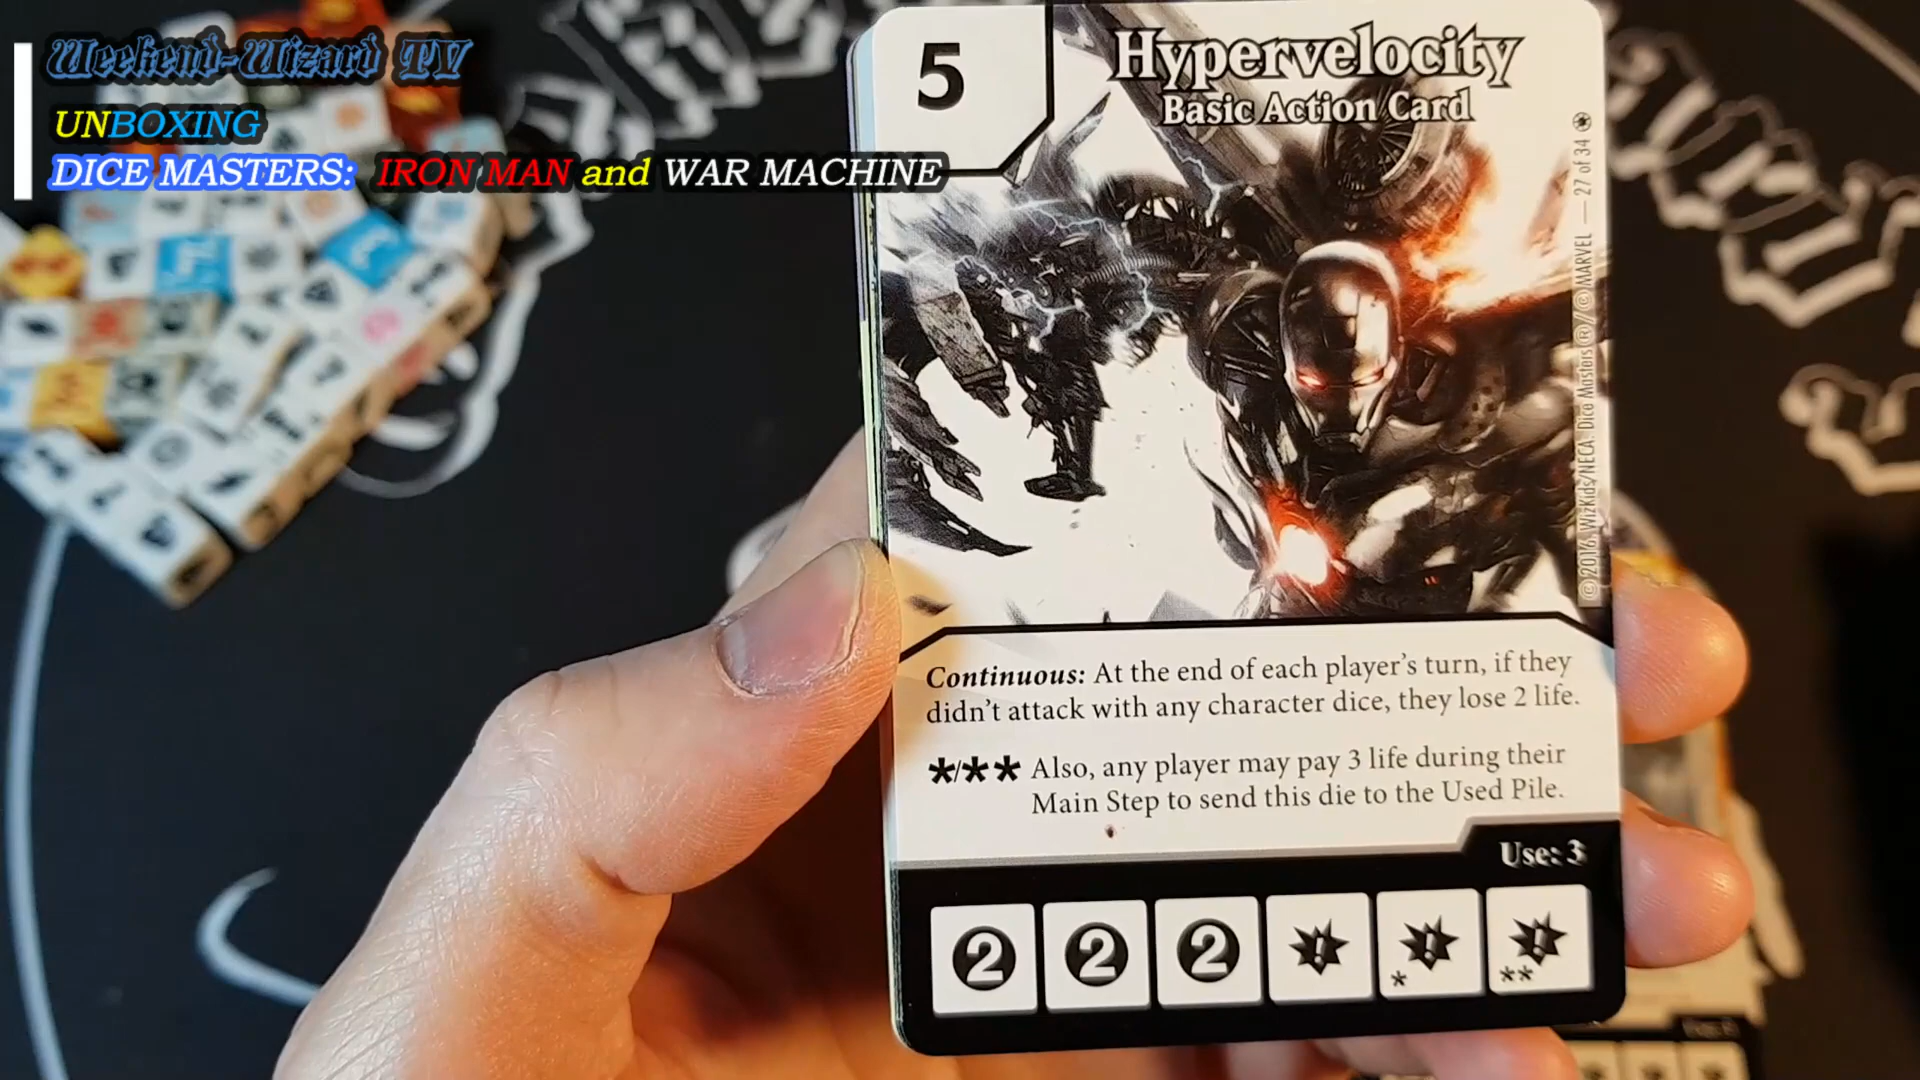 Weekend-Wizard TV
UNBOXING
DICE MASTERS: IRON MAN and WAR MACHINE
5
Hypervelocity
Basic Action Card
©2016 WizKids/NECA. Dice Masters®/©MARVEL — 27 of 34
Continuous: At the end of each player's turn, if they
didn't attack with any character dice, they lose 2 life.
*/** Also, any player may pay 3 life during their
Main Step to send this die to the Used Pile.
Use: 3
2 2 2 ! ! * ! **